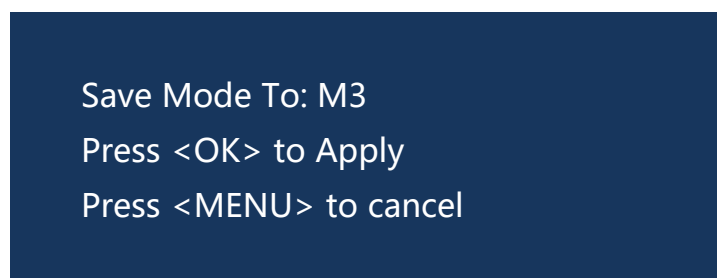 Save Mode To: M3
Press <OK> to Apply
Press <MENU> to cancel